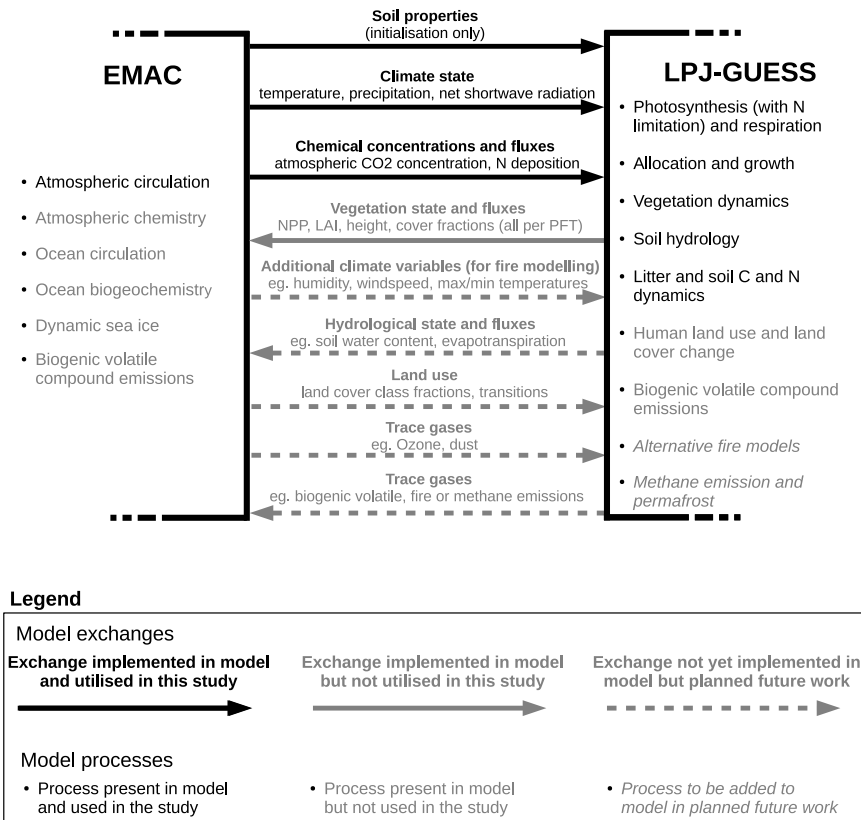 Soil properties
(initialisation only)
EMAC
LPJ-GUESS
Climate state
temperature, precipitation, net shortwave radiation
Chemical concentrations and fluxes
atmospheric CO2 concentration, N deposition
Vegetation state and fluxes
NPP, LAI, height, cover fractions (all per PFT)
Additional climate variables (for fire modelling)
eg. humidity, windspeed, max/min temperatures
Hydrological state and fluxes
eg. soil water content, evapotranspiration
Land use
land cover class fractions, transitions
Trace gases
eg. Ozone, dust
Trace gases
eg. biogenic volatile, fire or methane emissions
• Atmospheric circulation
• Atmospheric chemistry
• Ocean circulation
• Ocean biogeochemistry
• Dynamic sea ice
• Biogenic volatile
compound emissions
• Photosynthesis (with N
limitation) and respiration
• Allocation and growth
• Vegetation dynamics
• Soil hydrology
• Litter and soil C and N
dynamics
• Human land use and land
cover change
• Biogenic volatile compound
emissions
• Alternative fire models
• Methane emission and
permafrost
Legend
Model exchanges
Exchange implemented in model
and utilised in this study
Exchange implemented in model
but not utilised in this study
Exchange not yet implemented in
model but planned future work
Model processes
• Process present in model
and used in the study
• Process present in model
but not used in the study
• Process to be added to
model in planned future work